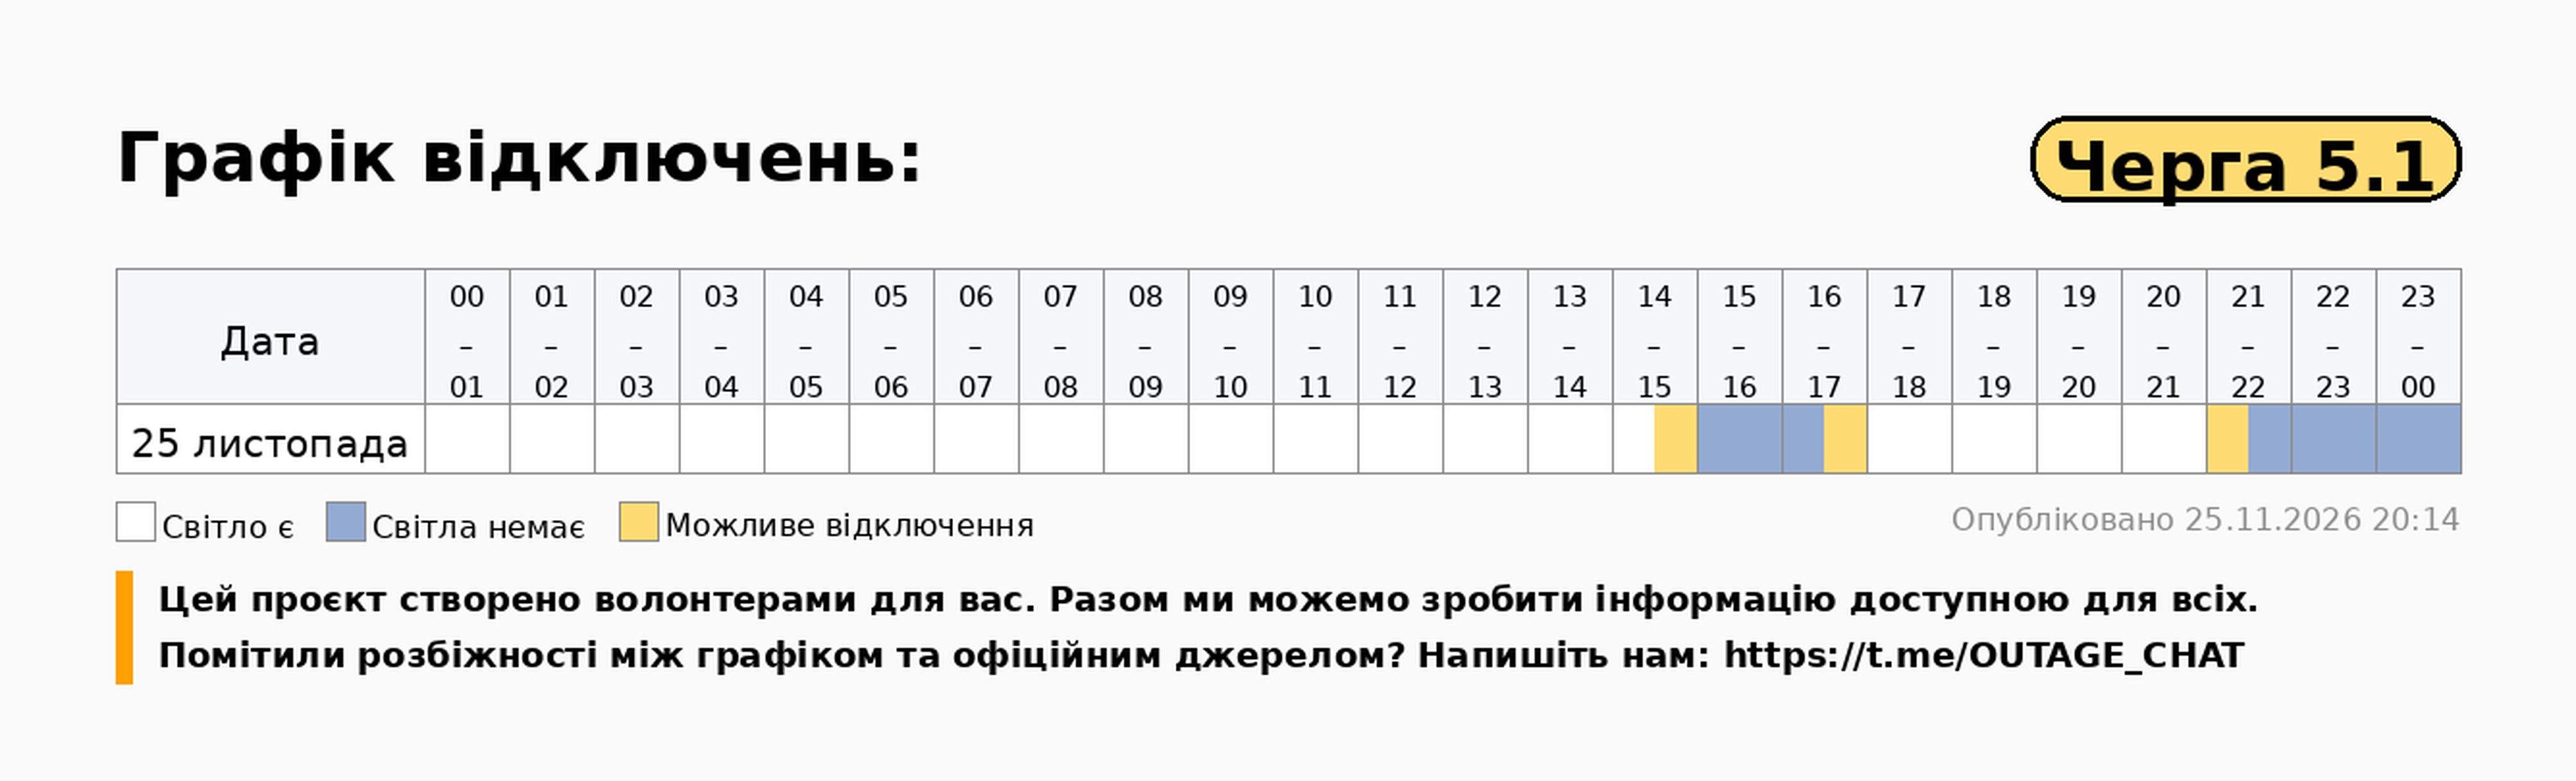 Графік відключень:
Черга 5.1
Дата
00 – 01
01 – 02
02 – 03
03 – 04
04 – 05
05 – 06
06 – 07
07 – 08
08 – 09
09 – 10
10 – 11
11 – 12
12 – 13
13 – 14
14 – 15
15 – 16
16 – 17
17 – 18
18 – 19
19 – 20
20 – 21
21 – 22
22 – 23
23 – 00
25 листопада
Світло є
Світла немає
Можливе відключення
Опубліковано 25.11.2026 20:14
Цей проєкт створено волонтерами для вас. Разом ми можемо зробити інформацію доступною для всіх.
Помітили розбіжності між графіком та офіційним джерелом? Напишіть нам: https://t.me/OUTAGE_CHAT